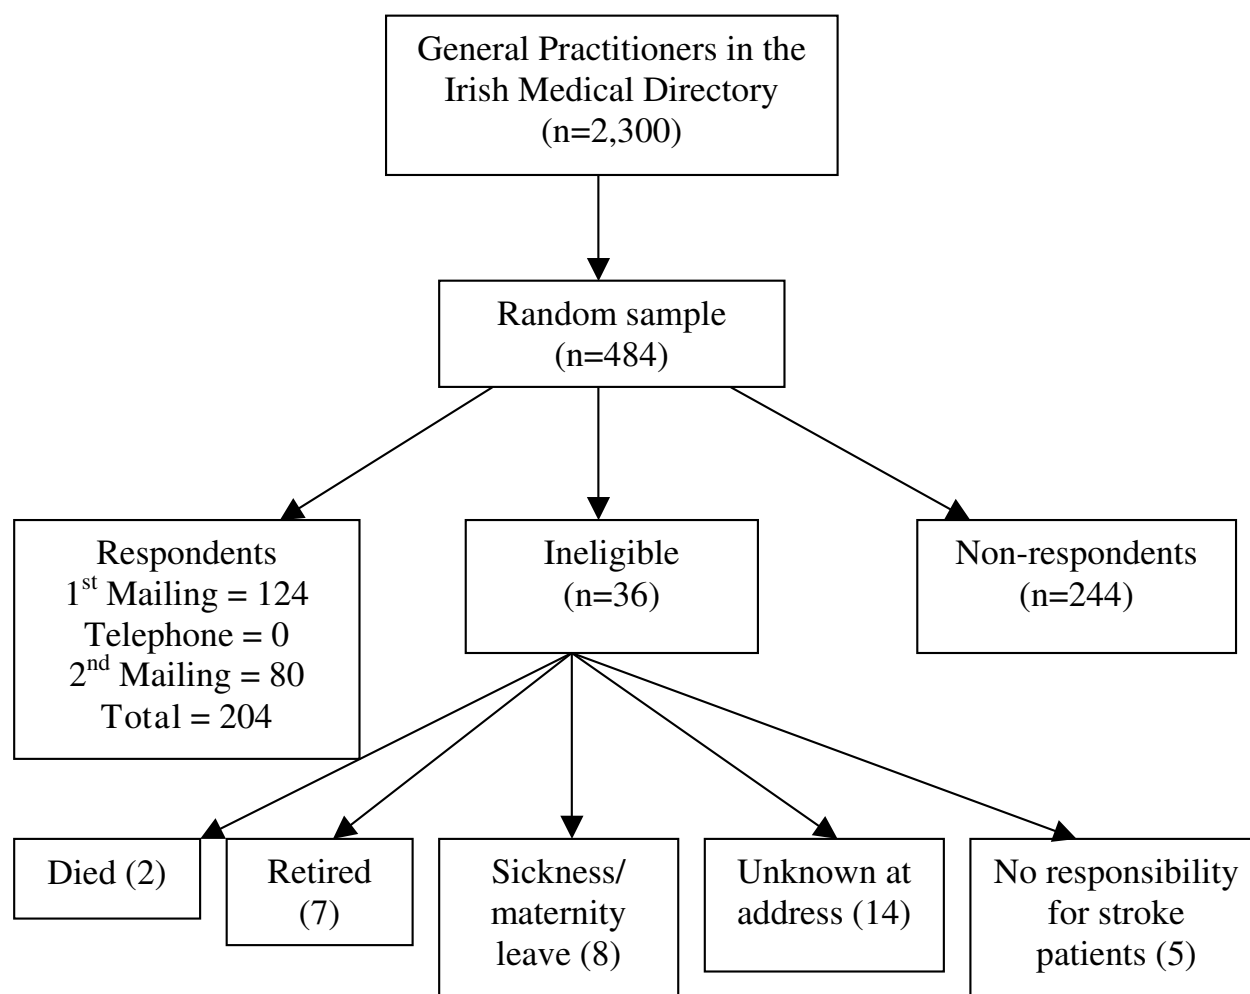 General Practitioners in the
Irish Medical Directory
(n=2,300)
Random sample
(n=484)
Respondents
1st Mailing = 124
Telephone = 0
2nd Mailing = 80
Total = 204
Ineligible
(n=36)
Non-respondents
(n=244)
Died (2)
Retired
(7)
Sickness/
maternity
leave (8)
Unknown at
address (14)
No responsibility
for stroke
patients (5)